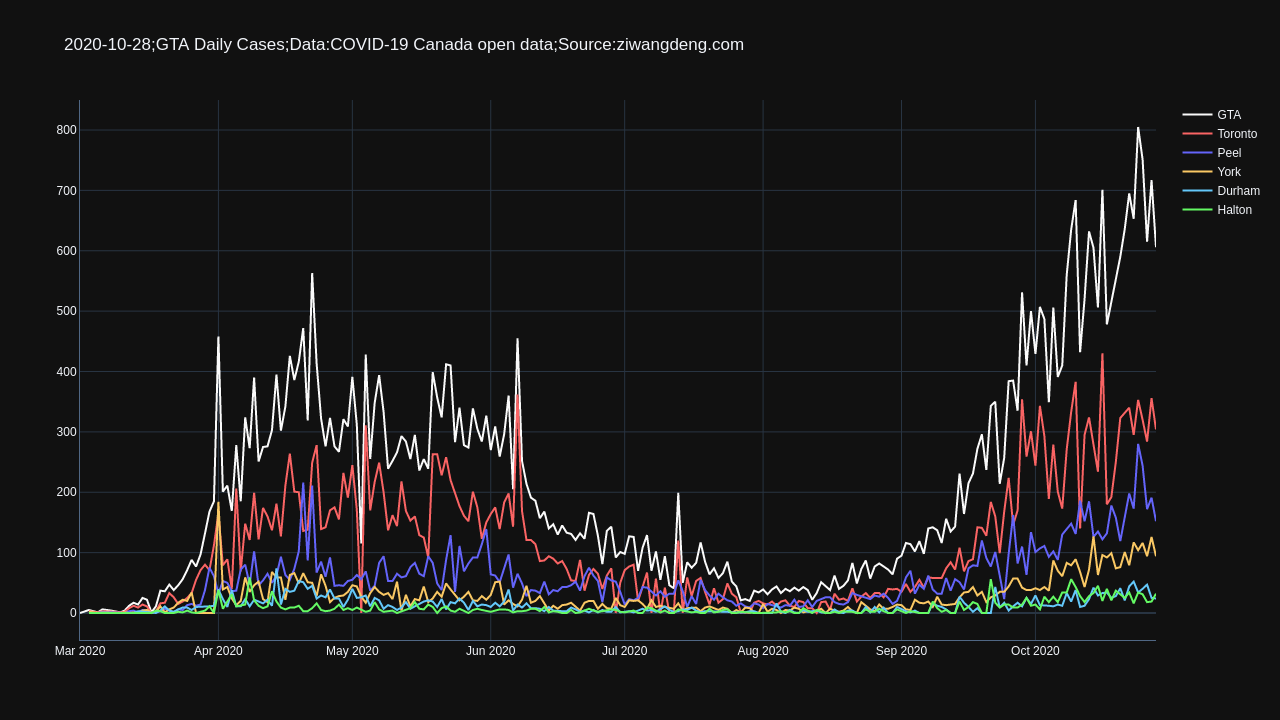 2020-10-28;GTA Daily Cases;Data:COVID-19 Canada open data;Source:ziwangdeng.com
GTA
Toronto
Peel
York
Durham
Halton
800
700
600
500
400
300
200
100
0
Mar 2020 Apr 2020 May 2020 Jun 2020 Jul 2020 Aug 2020 Sep 2020 Oct 2020